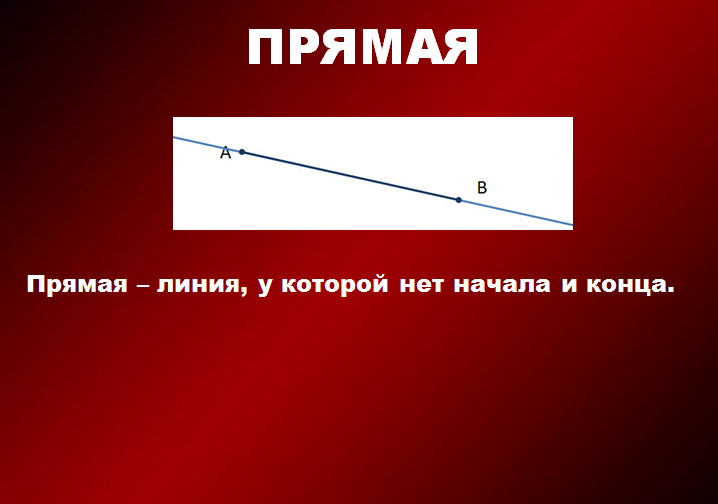 ПРЯМАЯ
A
B
Прямая – линия, у которой нет начала и конца.